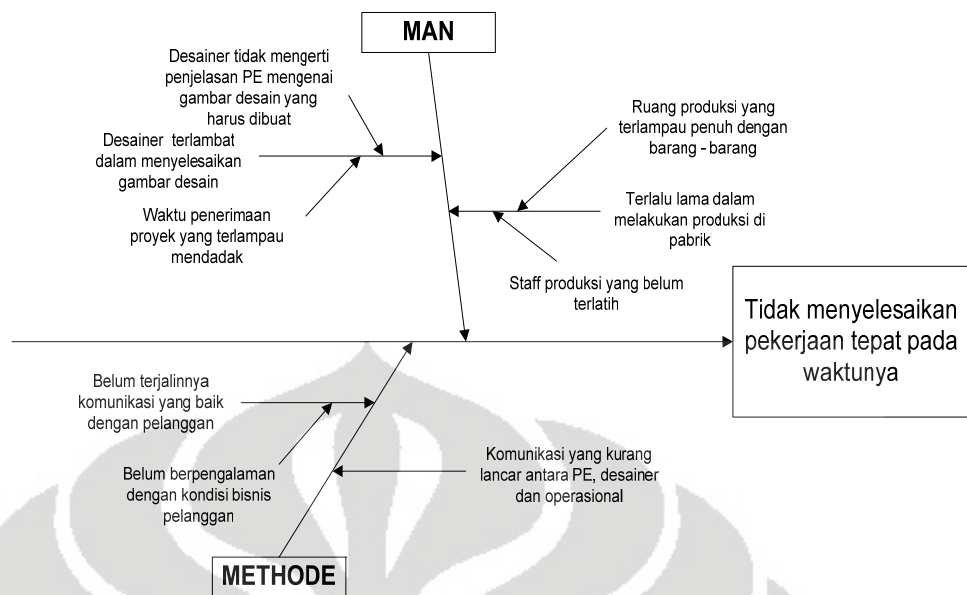 MAN
Desainer tidak mengerti
penjelasan PE mengenai
gambar desain yang
harus dibuat
Desainer terlambat
dalam menyelesaikan
gambar desain
Waktu penerimaan
proyek yang terlampau
mendadak
Ruang produksi yang
terlampau penuh dengan
barang - barang
Terlalu lama dalam
melakukan produksi di
pabrik
Staff produksi yang belum
terlatih
Tidak menyelesaikan
pekerjaan tepat pada
waktunya
Belum terjalinnya
komunikasi yang baik
dengan pelanggan
Belum berpengalaman
dengan kondisi bisnis
pelanggan
Komunikasi yang kurang
lancar antara PE, desainer
dan operasional
METHODE